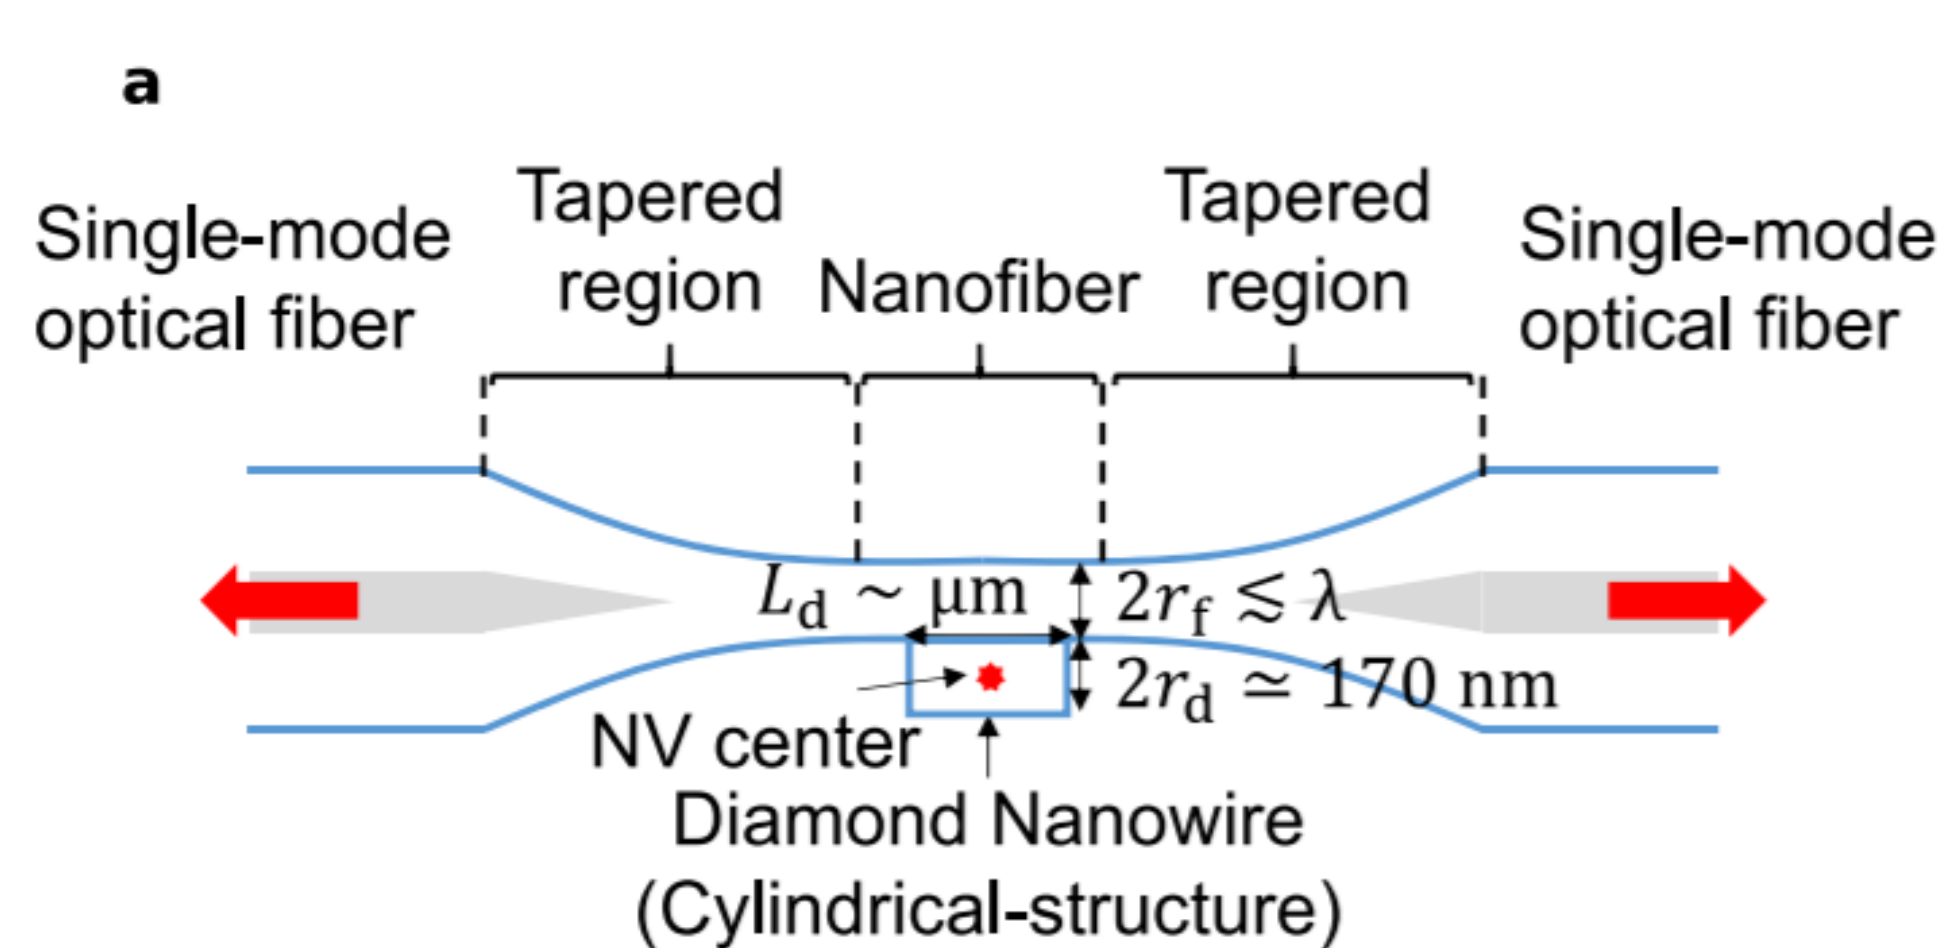 a
Single-mode
optical fiber
Tapered
region
Nanofiber
Tapered
region
Single-mode
optical fiber
L_d ~ μm
2r_f ≲ λ
2r_d ≃ 170 nm
NV center
Diamond Nanowire
(Cylindrical-structure)